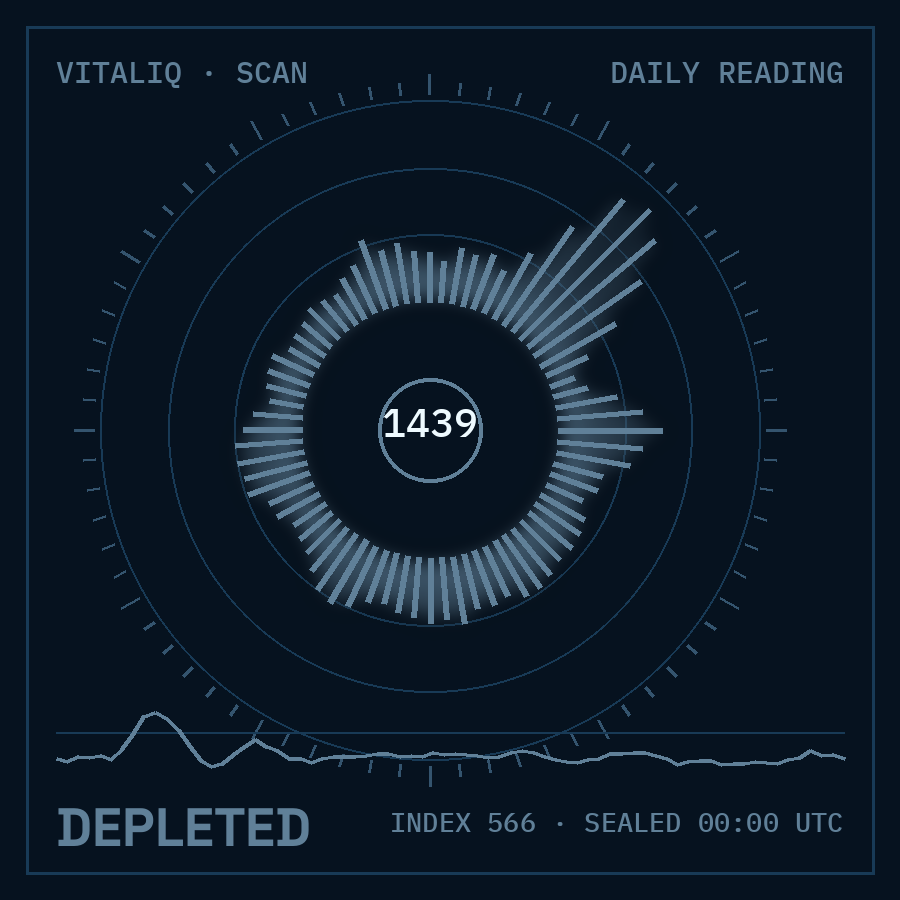 VITALIQ · SCAN
DAILY READING
1439
DEPLETED
INDEX 566 · SEALED 00:00 UTC